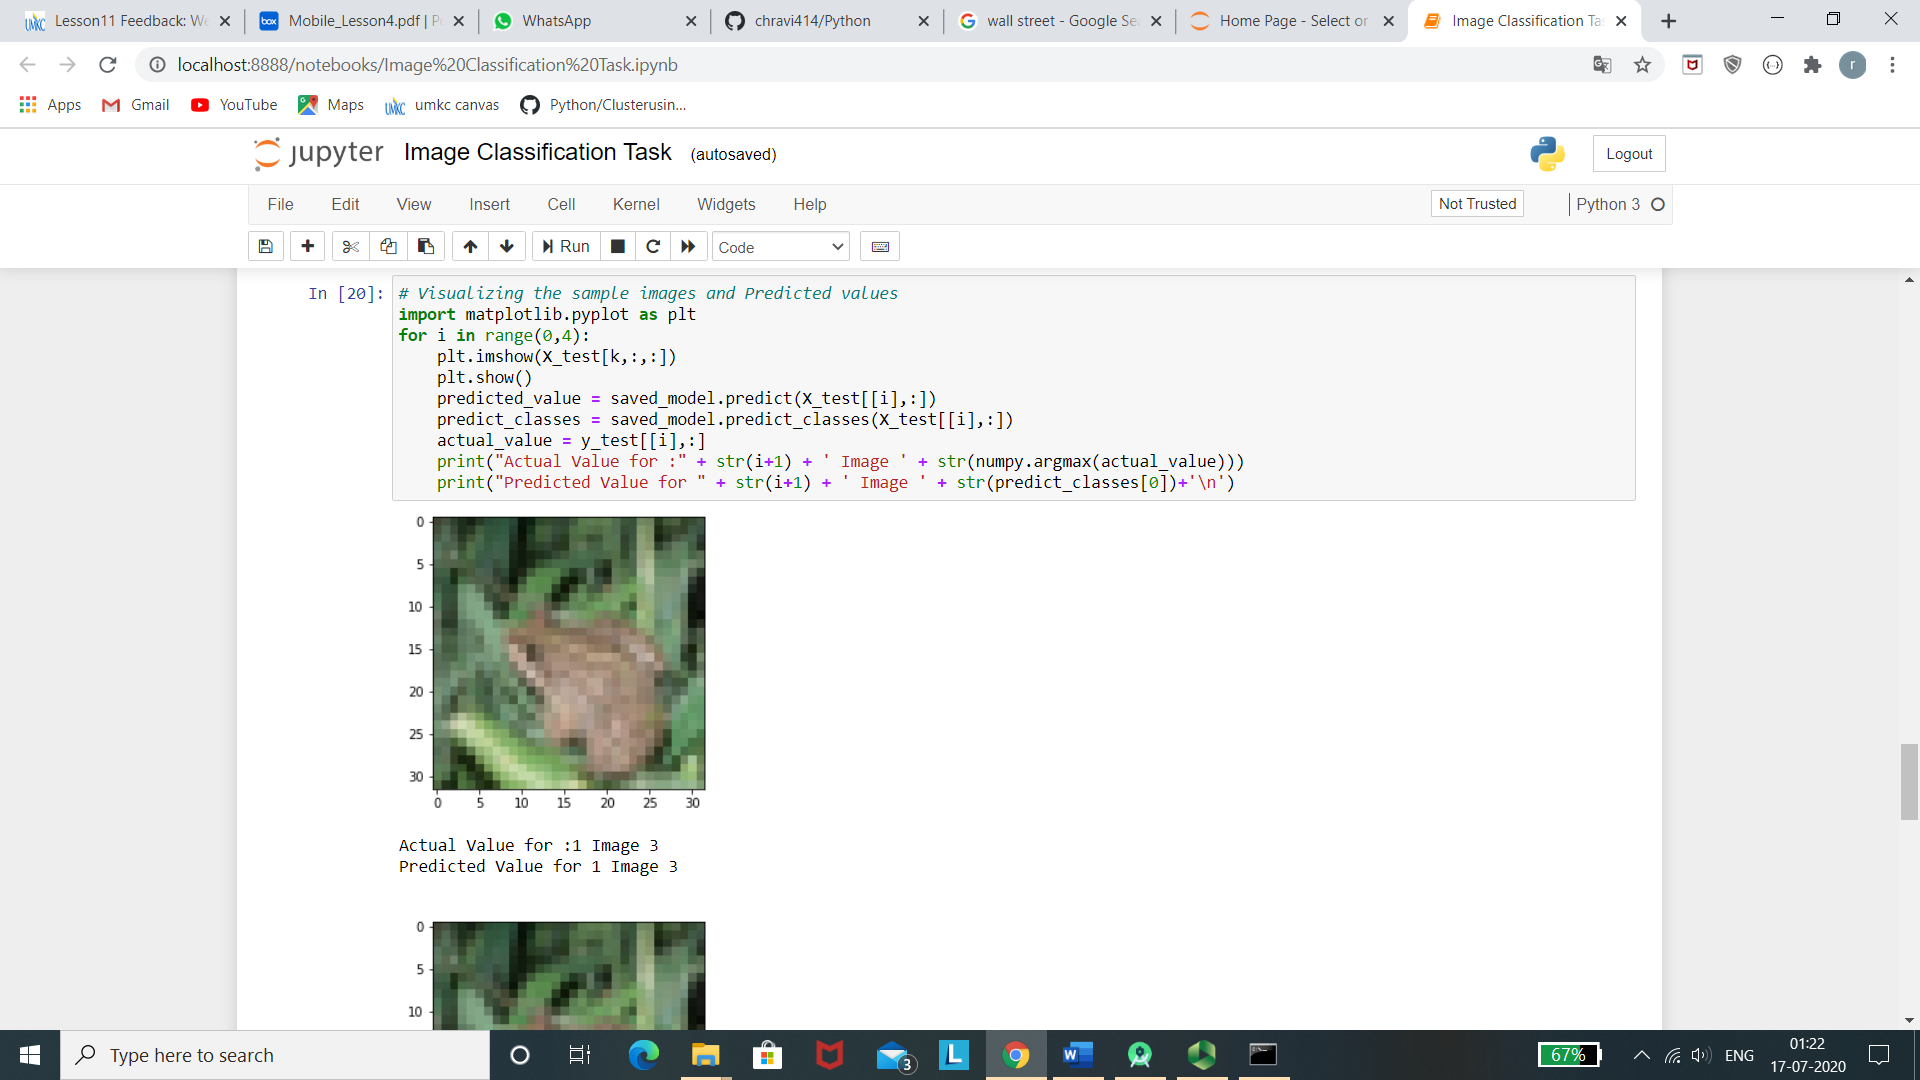 Lesson11 Feedback: We
Mobile_Lesson4.pdf | P
WhatsApp
chravi414/Python
wall street - Google Se
Home Page - Select or
Image Classification Ta
localhost:8888/notebooks/Image%20Classification%20Task.ipynb
r
Apps
Gmail
YouTube
Maps
umkc canvas
Python/Clusterusin...
jupyter
Image Classification Task
(autosaved)
Logout
File Edit View Insert Cell Kernel Widgets Help
Not Trusted
Python 3
Run
Code
In [20]:
# Visualizing the sample images and Predicted values
import matplotlib.pyplot as plt
for i in range(0,4):
    plt.imshow(X_test[k,:,:])
    plt.show()
    predicted_value = saved_model.predict(X_test[[i],:])
    predict_classes = saved_model.predict_classes(X_test[[i],:])
    actual_value = y_test[[i],:]
    print("Actual Value for :" + str(i+1) + ' Image ' + str(numpy.argmax(actual_value)))
    print("Predicted Value for " + str(i+1) + ' Image ' + str(predict_classes[0])+'\n')
0
5
10
15
20
25
30
0 5 10 15 20 25 30
Actual Value for :1 Image 3
Predicted Value for 1 Image 3
0
5
10
Type here to search
3
L
67%
ENG
01:22
17-07-2020